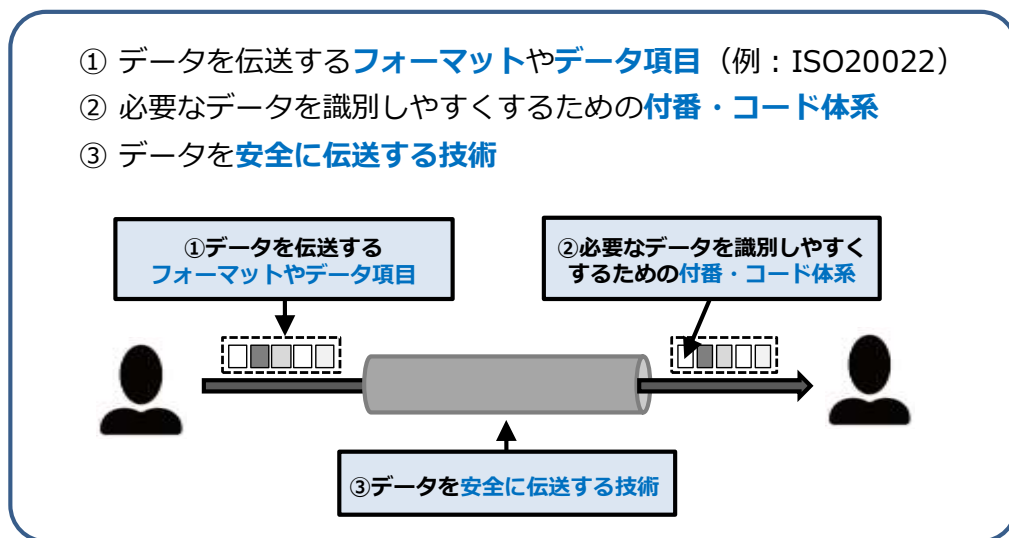 ① データを伝送するフォーマットやデータ項目（例：ISO20022）
② 必要なデータを識別しやすくするための付番・コード体系
③ データを安全に伝送する技術
①データを伝送する
フォーマットやデータ項目
②必要なデータを識別しやすく
するための付番・コード体系
③データを安全に伝送する技術